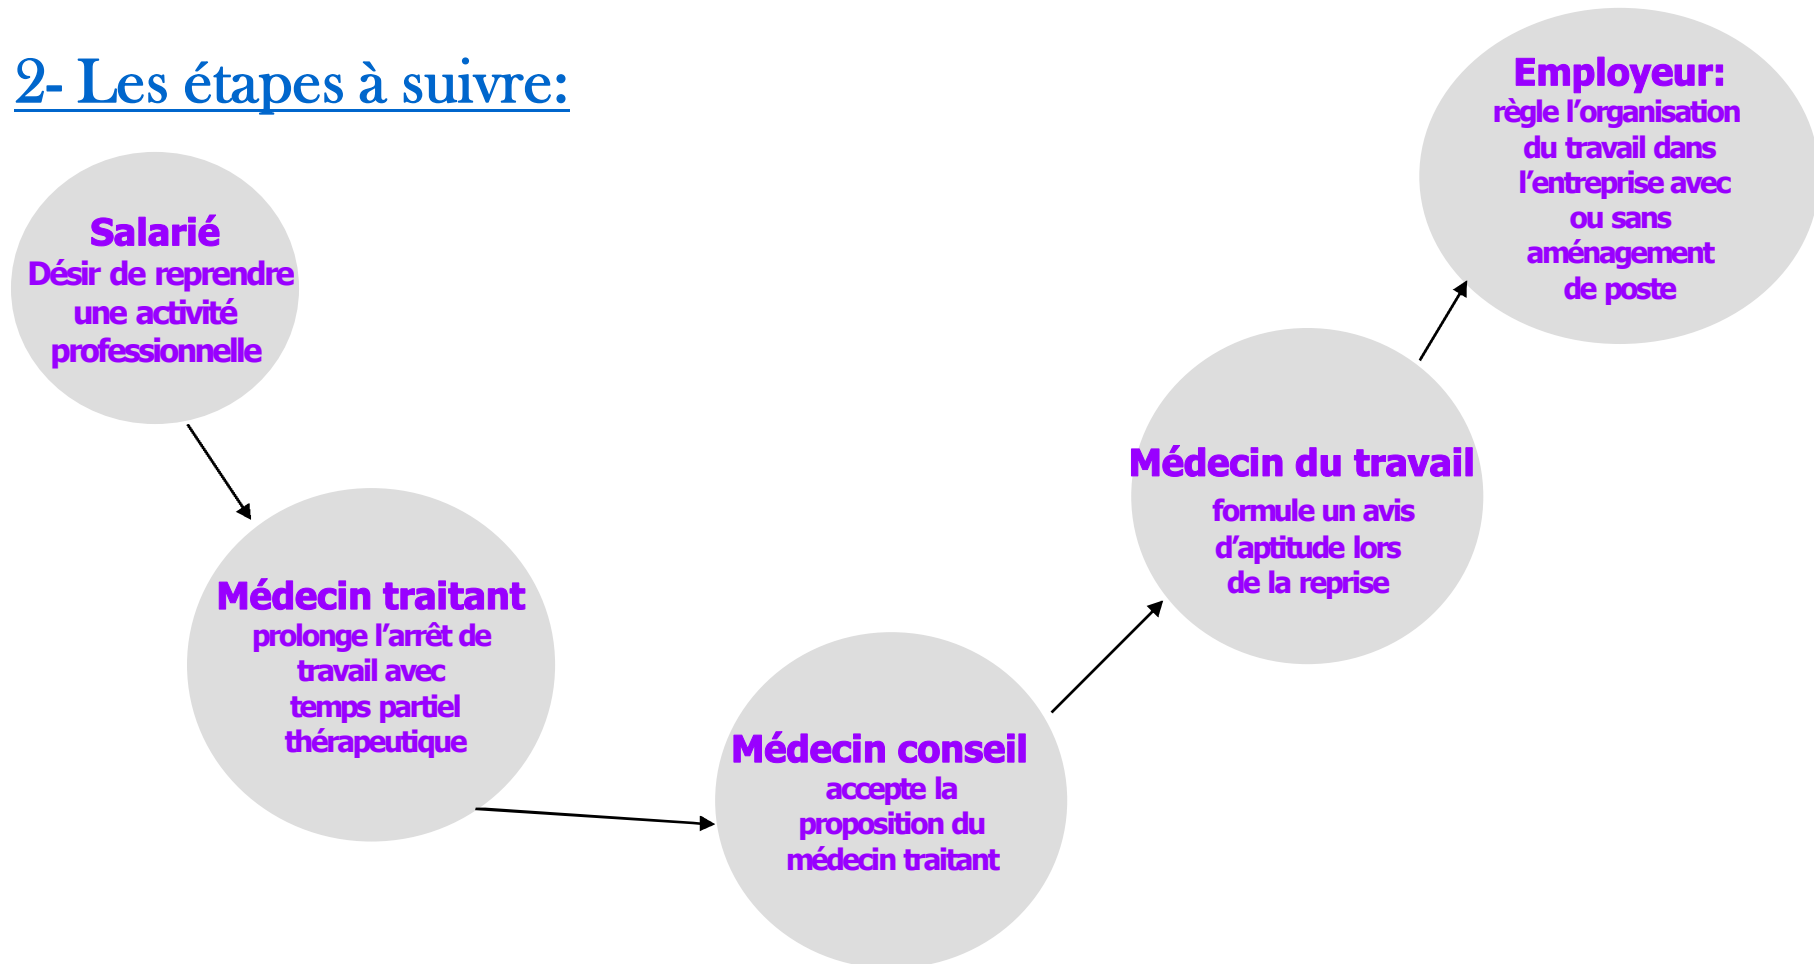 2- Les étapes à suivre:
Salarié
Désir de reprendre
une activité
professionnelle
Médecin traitant
prolonge l’arrêt de
travail avec
temps partiel
thérapeutique
Médecin conseil
accepte la
proposition du
médecin traitant
Médecin du travail
formule un avis
d’aptitude lors
de la reprise
Employeur:
règle l’organisation
du travail dans
l’entreprise avec
ou sans
aménagement
de poste